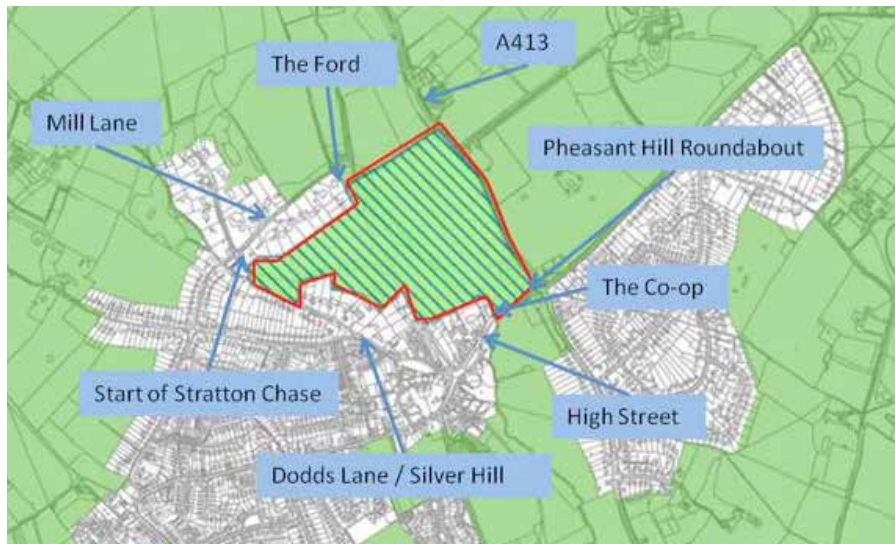 A413
The Ford
Mill Lane
Pheasant Hill Roundabout
The Co-op
Start of Stratton Chase
High Street
Dodds Lane / Silver Hill